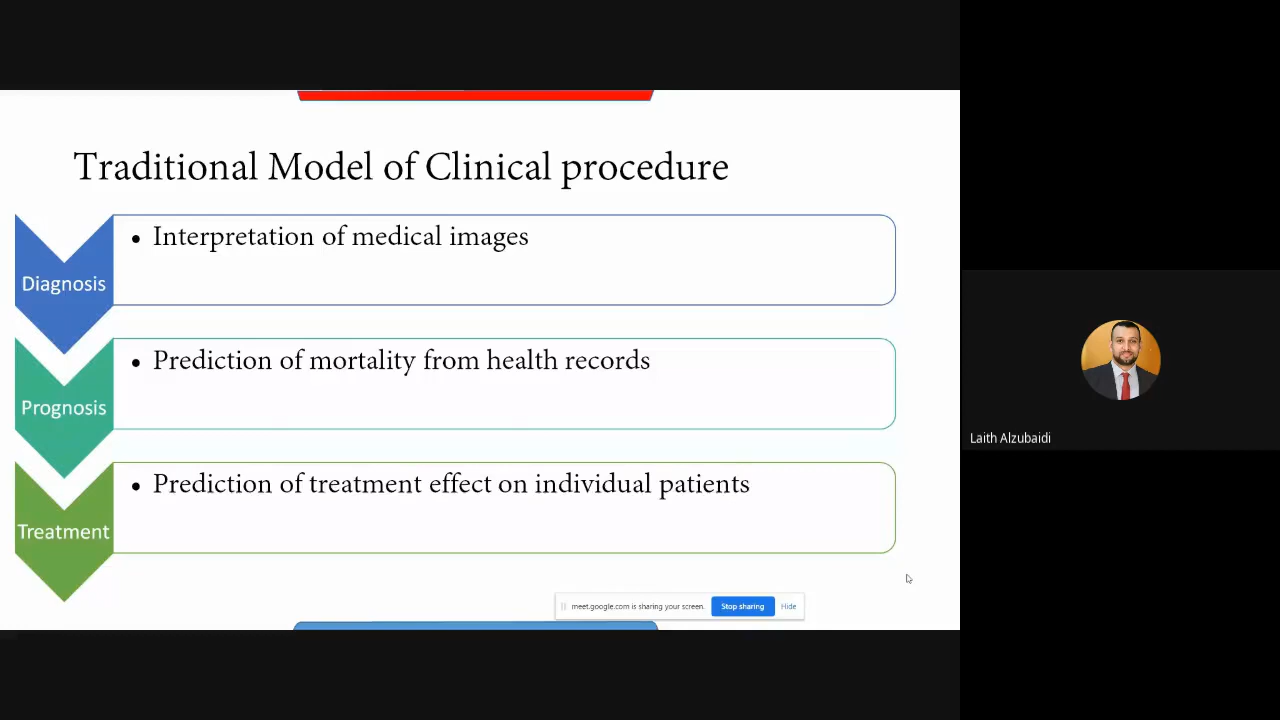 Traditional Model of Clinical procedure
Diagnosis
• Interpretation of medical images
Prognosis
• Prediction of mortality from health records
Treatment
• Prediction of treatment effect on individual patients
Laith Alzubaidi
meet.google.com is sharing your screen. Stop sharing Hide